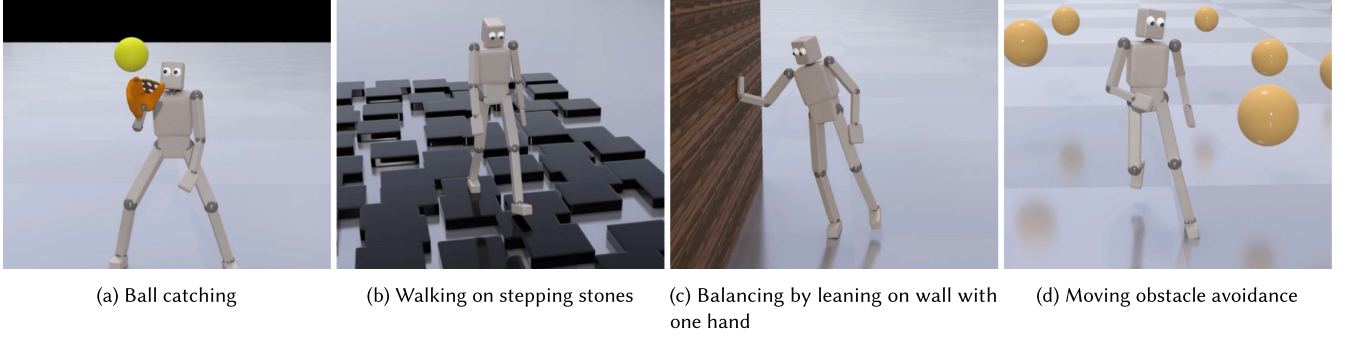 (a) Ball catching
(b) Walking on stepping stones
(c) Balancing by leaning on wall with
one hand
(d) Moving obstacle avoidance